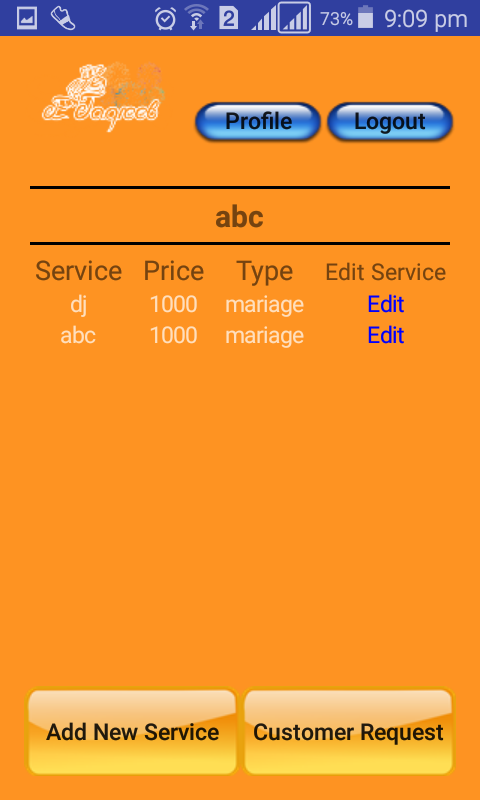 2 73% 9:09 pm
E Taqreeb
Profile Logout
abc
Service Price Type Edit Service
dj 1000 mariage Edit
abc 1000 mariage Edit
Add New Service Customer Request